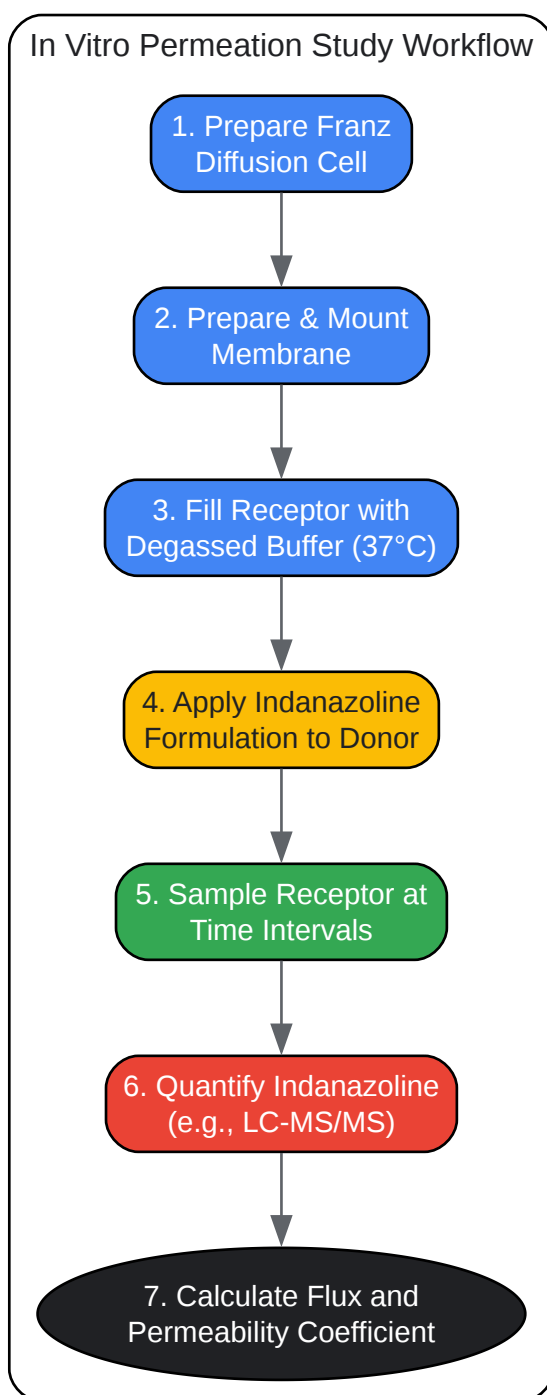 In Vitro Permeation Study Workflow
1. Prepare Franz
Diffusion Cell
2. Prepare & Mount
Membrane
3. Fill Receptor with
Degassed Buffer (37°C)
4. Apply Indanazoline
Formulation to Donor
5. Sample Receptor at
Time Intervals
6. Quantify Indanazoline
(e.g., LC-MS/MS)
7. Calculate Flux and
Permeability Coefficient